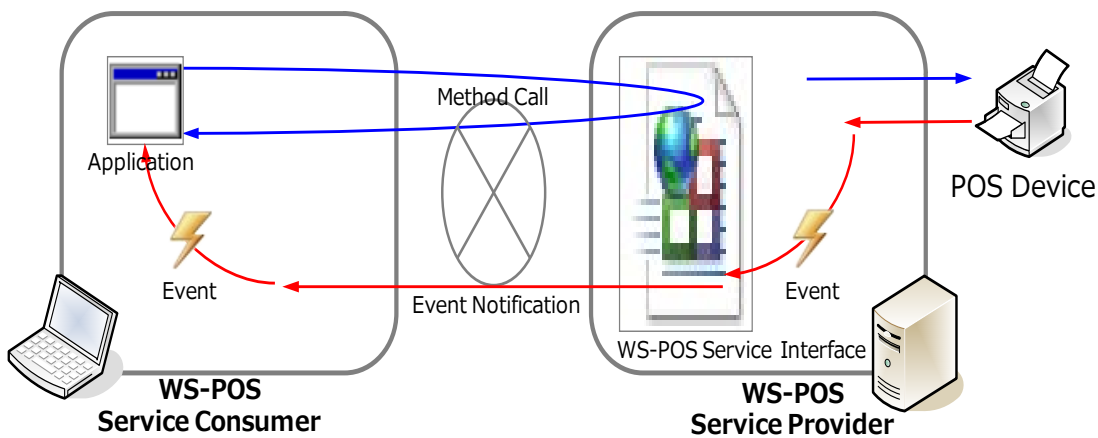 Method Call
Application
POS Device
Event
Event Notification
Event
WS-POS Service Interface
WS-POS
Service Consumer
WS-POS
Service Provider